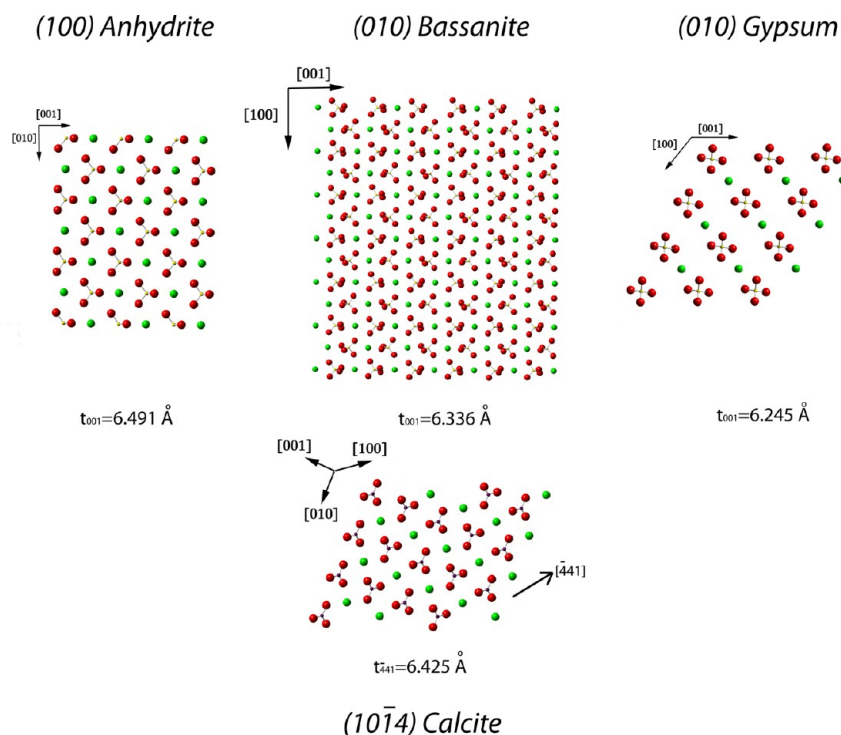 (100) Anhydrite
(010) Bassanite
(010) Gypsum
[001]
[010]
[001]
[100]
[001]
[100]
t001=6.491 Å
t001=6.336 Å
t001=6.245 Å
[001]
[100]
[010]
[4̄41]
t4̄41=6.425 Å
(101̄4) Calcite